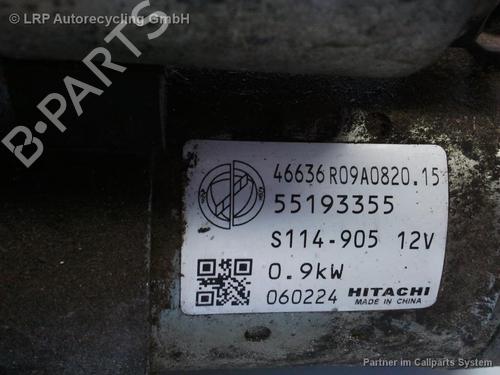 © LRP Autorecycling GmbH
B-Parts
46636R09A0820.15
55193355
S114-905 12V
0.9kW
060224 HITACHI
MADE IN CHINA
Partner im Callparts System